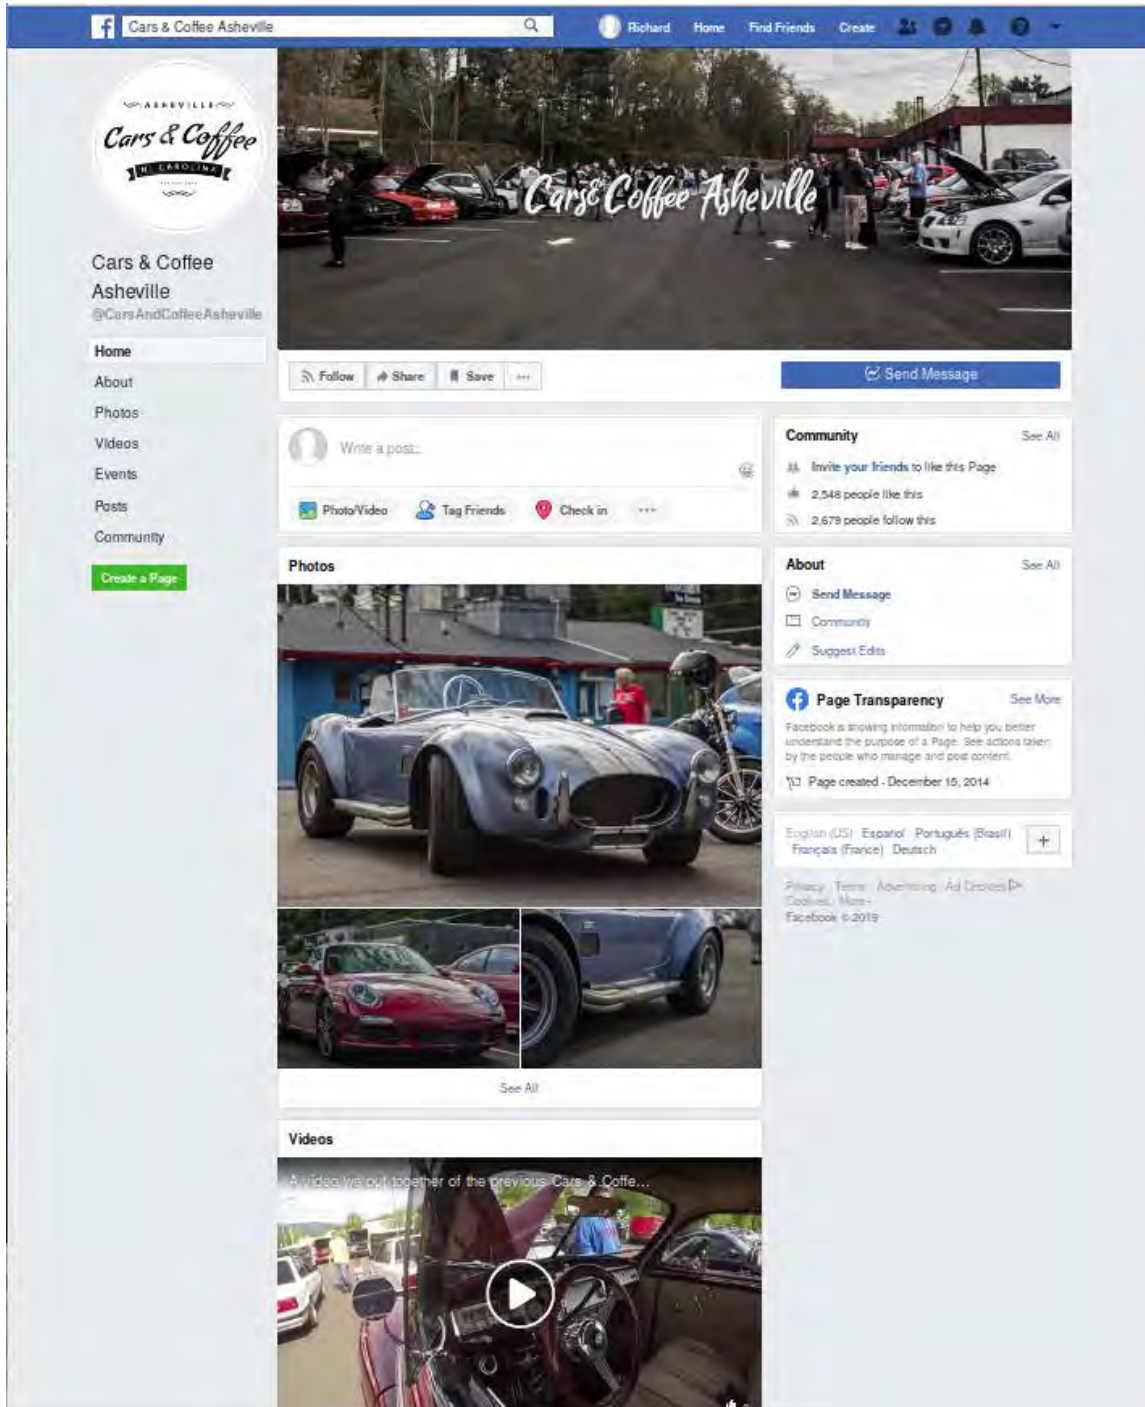 Cars & Coffee Asheville
Richard Home Find Friends Create
ASHEVILLE
Cars & Coffee
N. CAROLINA
Cars & Coffee
Asheville
@CarsAndCoffeeAsheville
Home
About
Photos
Videos
Events
Posts
Community
Create a Page
Cars& Coffee Asheville
Follow Share Save ...
Send Message
Write a post...
Photo/Video Tag Friends Check in ...
Photos
See All
Videos
A video we put together of the previous Cars & Coffe...
Community See All
Invite your friends to like this Page
2,548 people like this
2,679 people follow this
About See All
Send Message
Community
Suggest Edits
Page Transparency See More
Facebook is showing information to help you better
understand the purpose of a Page. See actions taken
by the people who manage and post content.
Page created - December 15, 2014
English (US) Español Português (Brasil)
Français (France) Deutsch
Privacy Terms Advertising Ad Choices
Cookies More
Facebook © 2019